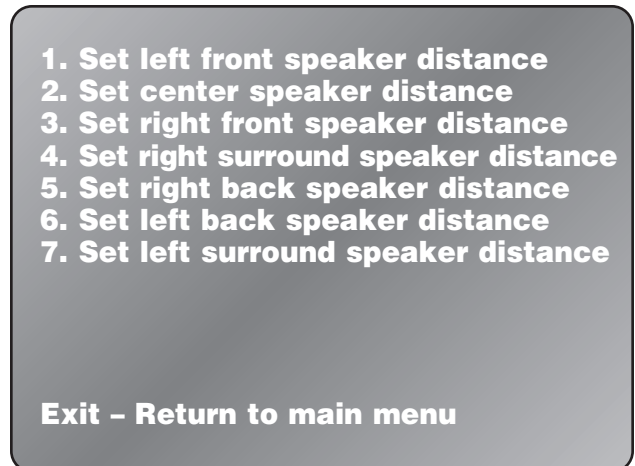 1. Set left front speaker distance
2. Set center speaker distance
3. Set right front speaker distance
4. Set right surround speaker distance
5. Set right back speaker distance
6. Set left back speaker distance
7. Set left surround speaker distance
Exit – Return to main menu